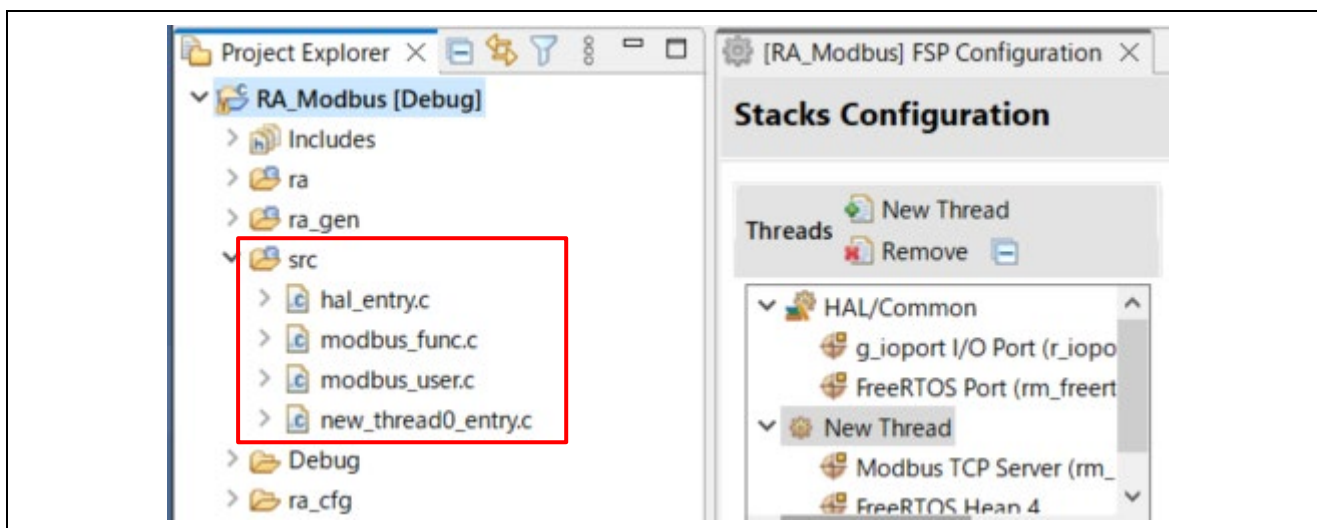 Project Explorer
RA_Modbus [Debug]
Includes
ra
ra_gen
src
hal_entry.c
modbus_func.c
modbus_user.c
new_thread0_entry.c
Debug
ra_cfg
[RA_Modbus] FSP Configuration
Stacks Configuration
Threads
New Thread
Remove
HAL/Common
g_ioport I/O Port (r_iopo
FreeRTOS Port (rm_freert
New Thread
Modbus TCP Server (rm_
FreeRTOS Heap 4